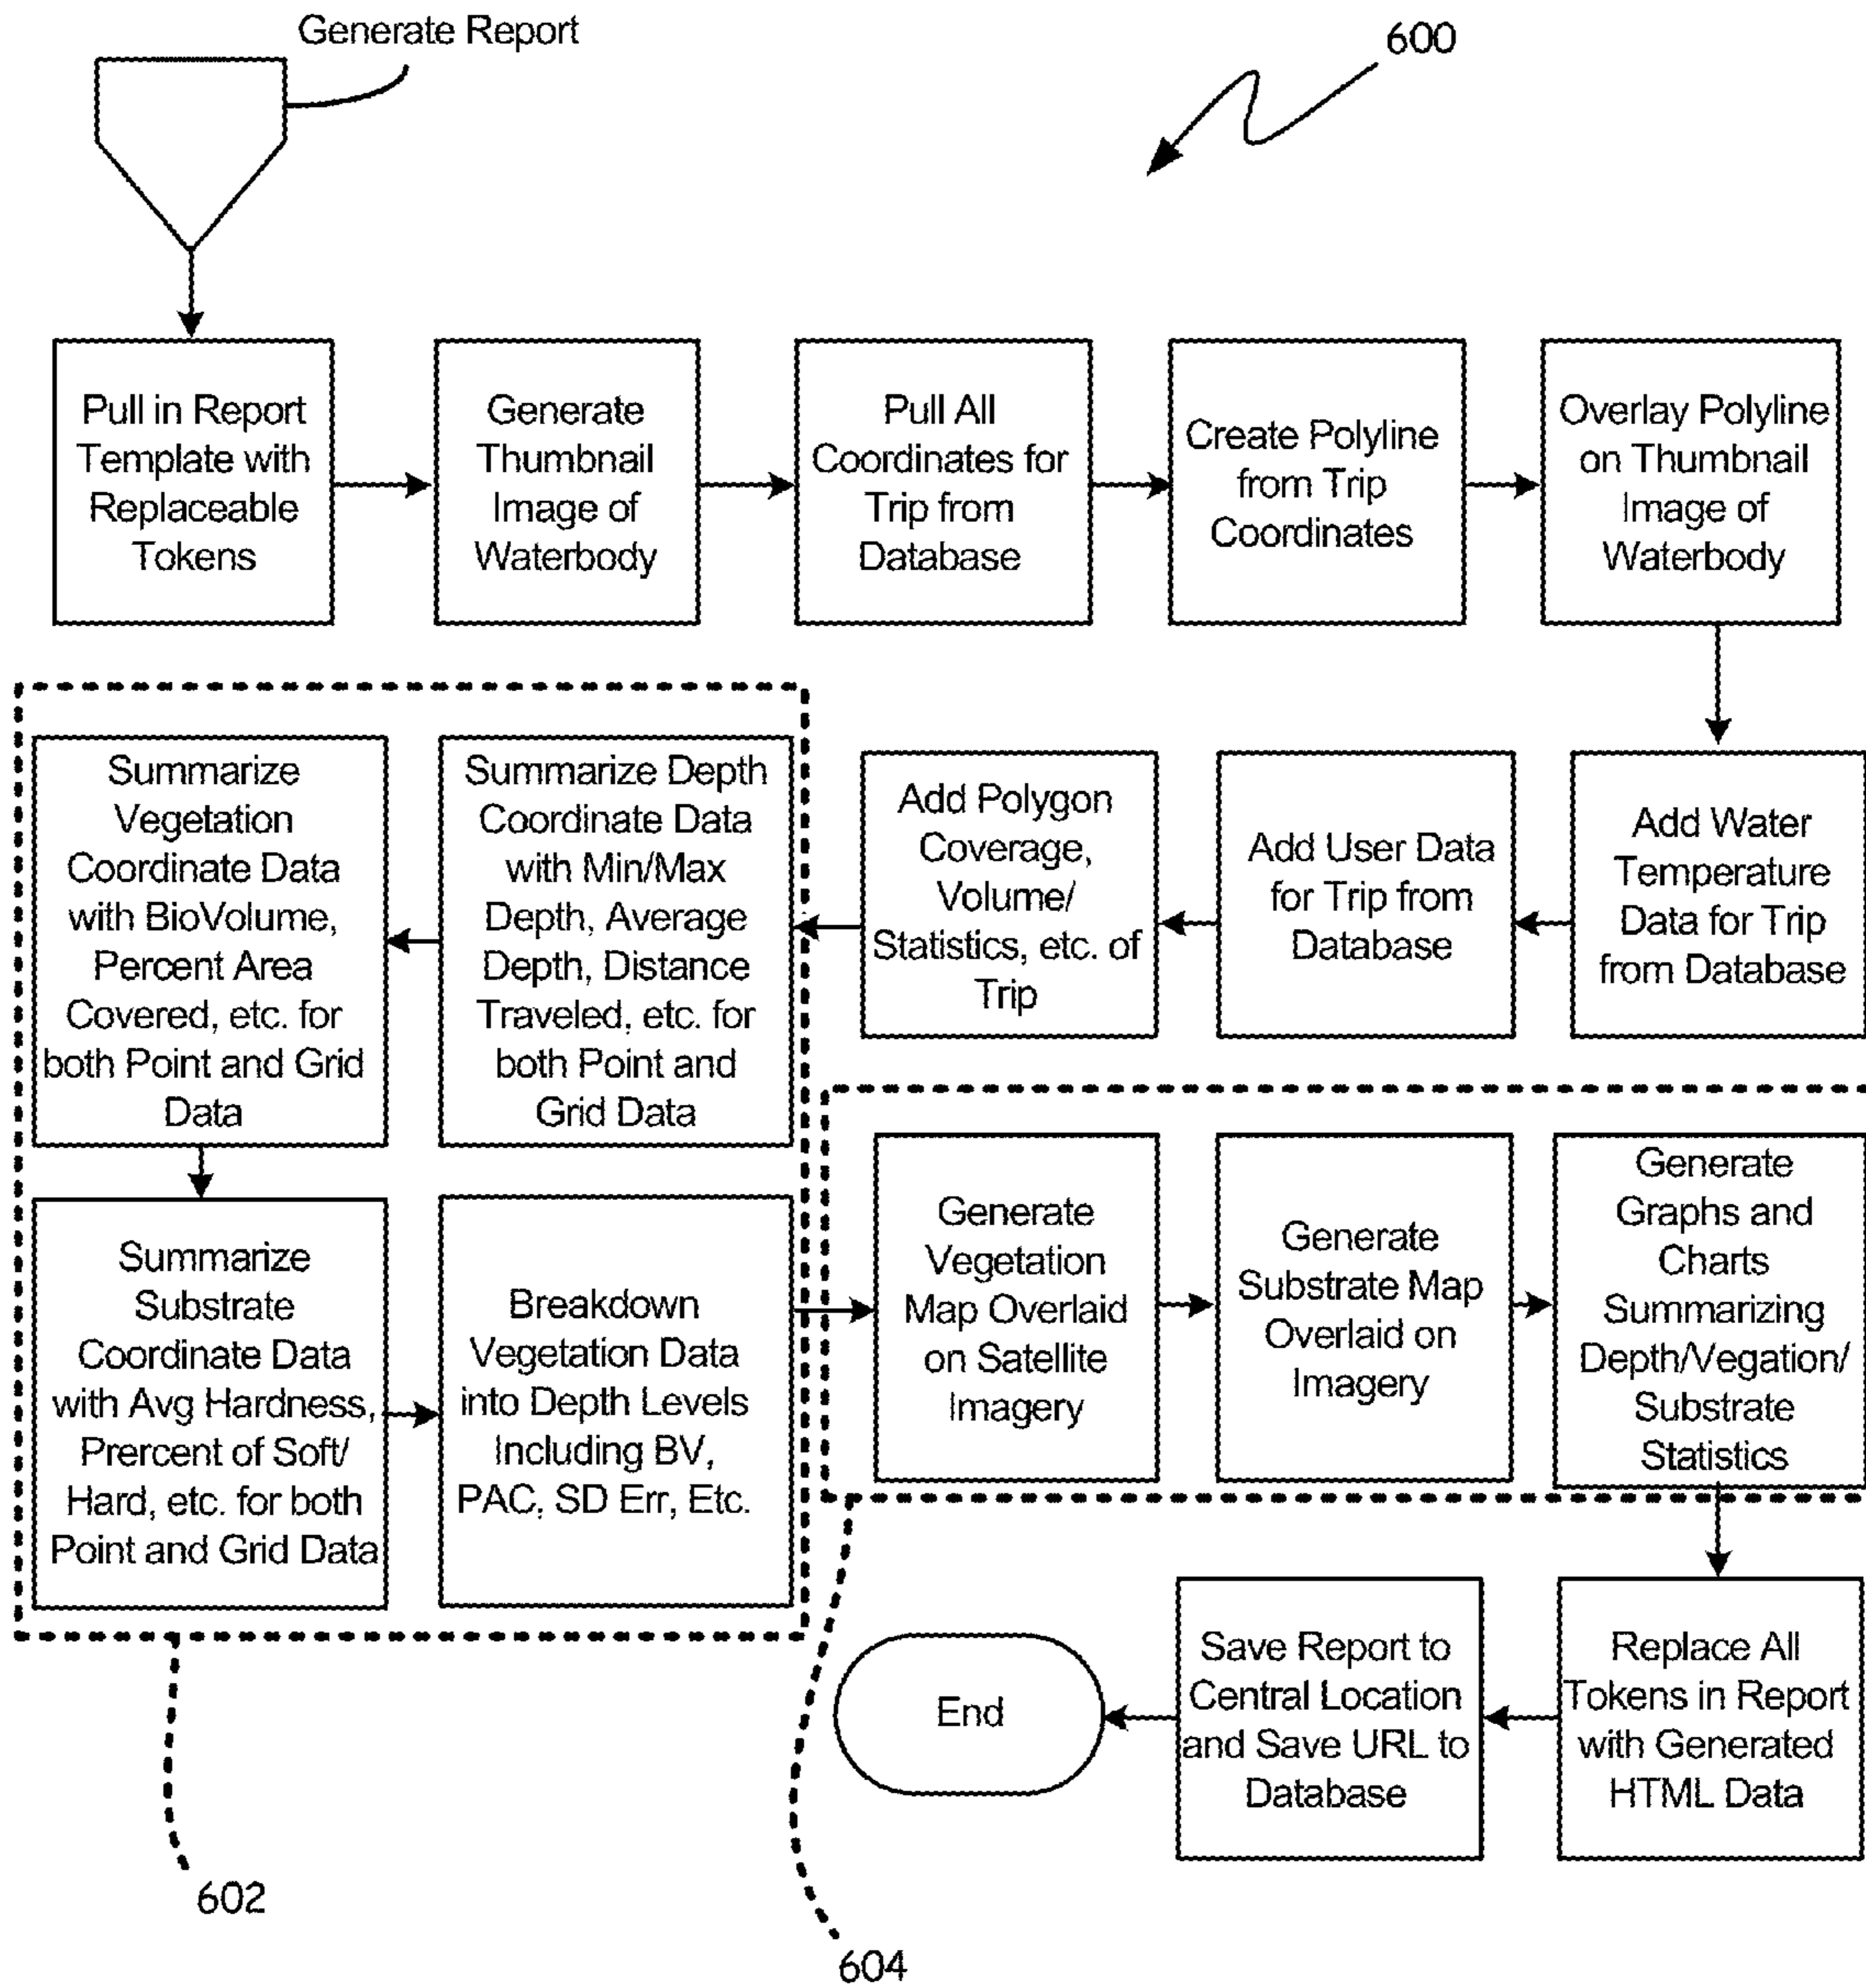 Generate Report
600
Pull in Report
Template with
Replaceable
Tokens
Generate
Thumbnail
Image of
Waterbody
Pull All
Coordinates for
Trip from
Database
Create Polyline
from Trip
Coordinates
Overlay Polyline
on Thumbnail
Image of
Waterbody
Add Water
Temperature
Data for Trip
from Database
Add User Data
for Trip from
Database
Add Polygon
Coverage,
Volume/
Statistics, etc. of
Trip
Summarize Depth
Coordinate Data
with Min/Max
Depth, Average
Depth, Distance
Traveled, etc. for
both Point and
Grid Data
Summarize
Vegetation
Coordinate Data
with BioVolume,
Percent Area
Covered, etc. for
both Point and Grid
Data
Summarize
Substrate
Coordinate Data
with Avg Hardness,
Prercent of Soft/
Hard, etc. for both
Point and Grid Data
Breakdown
Vegetation Data
into Depth Levels
Including BV,
PAC, SD Err, Etc.
Generate
Vegetation
Map Overlaid
on Satellite
Imagery
Generate
Substrate Map
Overlaid on
Imagery
Generate
Graphs and
Charts
Summarizing
Depth/Vegation/
Substrate
Statistics
Replace All
Tokens in Report
with Generated
HTML Data
Save Report to
Central Location
and Save URL to
Database
End
602
604